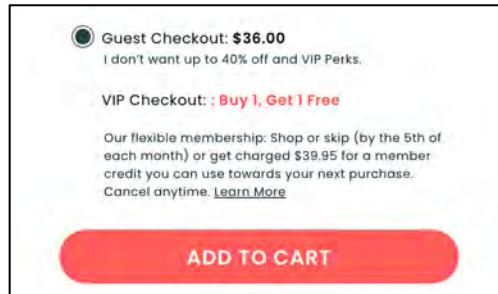 Guest Checkout: $36.00
I don't want up to 40% off and VIP Perks.
VIP Checkout: : Buy 1, Get 1 Free
Our flexible membership: Shop or skip (by the 5th of
each month) or get charged $39.95 for a member
credit you can use towards your next purchase.
Cancel anytime. Learn More
ADD TO CART